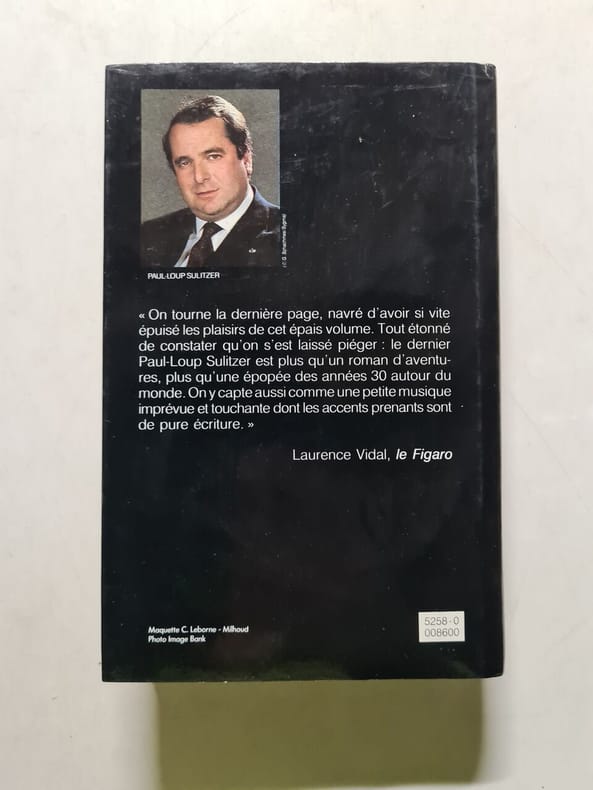 PAUL-LOUP SULITZER
« On tourne la dernière page, navré d'avoir si vite
épuisé les plaisirs de cet épais volume. Tout étonné
de constater qu'on s'est laissé piéger : le dernier
Paul-Loup Sulitzer est plus qu'un roman d'aventu-
res, plus qu'une épopée des années 30 autour du
monde. On y capte aussi comme une petite musique
imprévue et touchante dont les accents prenants sont
de pure écriture. »
Laurence Vidal, le Figaro
Maquette C. Leborne - Milhoud
Photo Image Bank
5258-0
008600